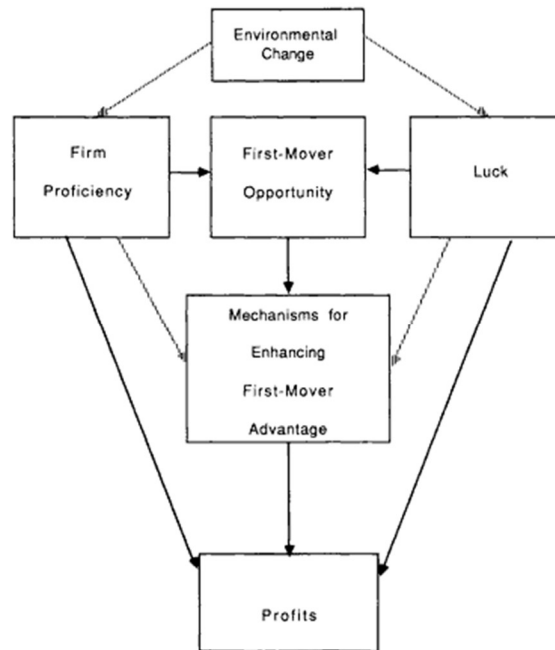 Environmental
Change
Firm
Proficiency
First-Mover
Opportunity
Luck
Mechanisms for
Enhancing
First-Mover
Advantage
Profits